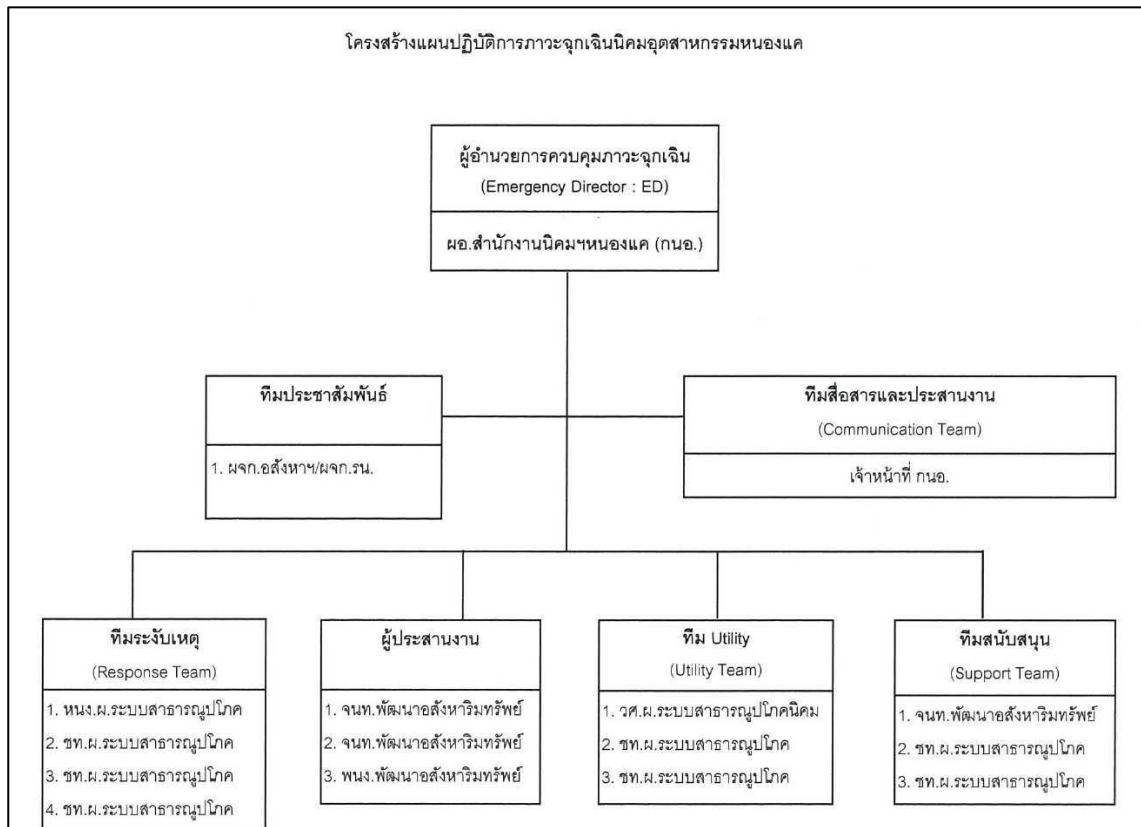 โครงสร้างแผนปฏิบัติการภาวะฉุกเฉินนิคมอุตสาหกรรมหนองแค
ผู้อำนวยการควบคุมภาวะฉุกเฉิน
(Emergency Director : ED)
ผอ.สำนักงานนิคมฯหนองแค (กนอ.)
ทีมประชาสัมพันธ์
1. ผจก.อสังหาฯ/ผจก.รน.
ทีมสื่อสารและประสานงาน
(Communication Team)
เจ้าหน้าที่ กนอ.
ทีมระงับเหตุ
(Response Team)
1. หนง.ผ.ระบบสาธารณูปโภค
2. ชท.ผ.ระบบสาธารณูปโภค
3. ชท.ผ.ระบบสาธารณูปโภค
4. ชท.ผ.ระบบสาธารณูปโภค
ผู้ประสานงาน
1. จนท.พัฒนาอสังหาริมทรัพย์
2. จนท.พัฒนาอสังหาริมทรัพย์
3. พนง.พัฒนาอสังหาริมทรัพย์
ทีม Utility
(Utility Team)
1. วศ.ผ.ระบบสาธารณูปโภคนิคม
2. ชท.ผ.ระบบสาธารณูปโภค
3. ชท.ผ.ระบบสาธารณูปโภค
ทีมสนับสนุน
(Support Team)
1. จนท.พัฒนาอสังหาริมทรัพย์
2. ชท.ผ.ระบบสาธารณูปโภค
3. ชท.ผ.ระบบสาธารณูปโภค